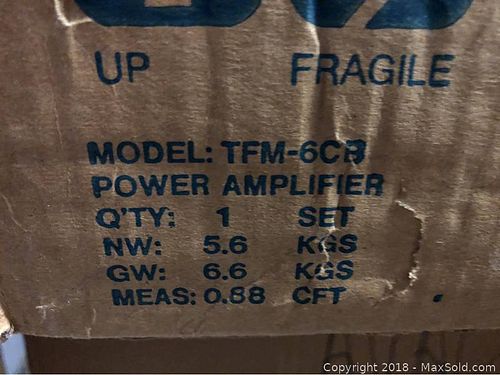 UP FRAGILE
MODEL: TFM-6CB
POWER AMPLIFIER
Q'TY: 1 SET
NW: 5.6 KGS
GW: 6.6 KGS
MEAS: 0.88 CFT
Copyright 2018 - MaxSold.com